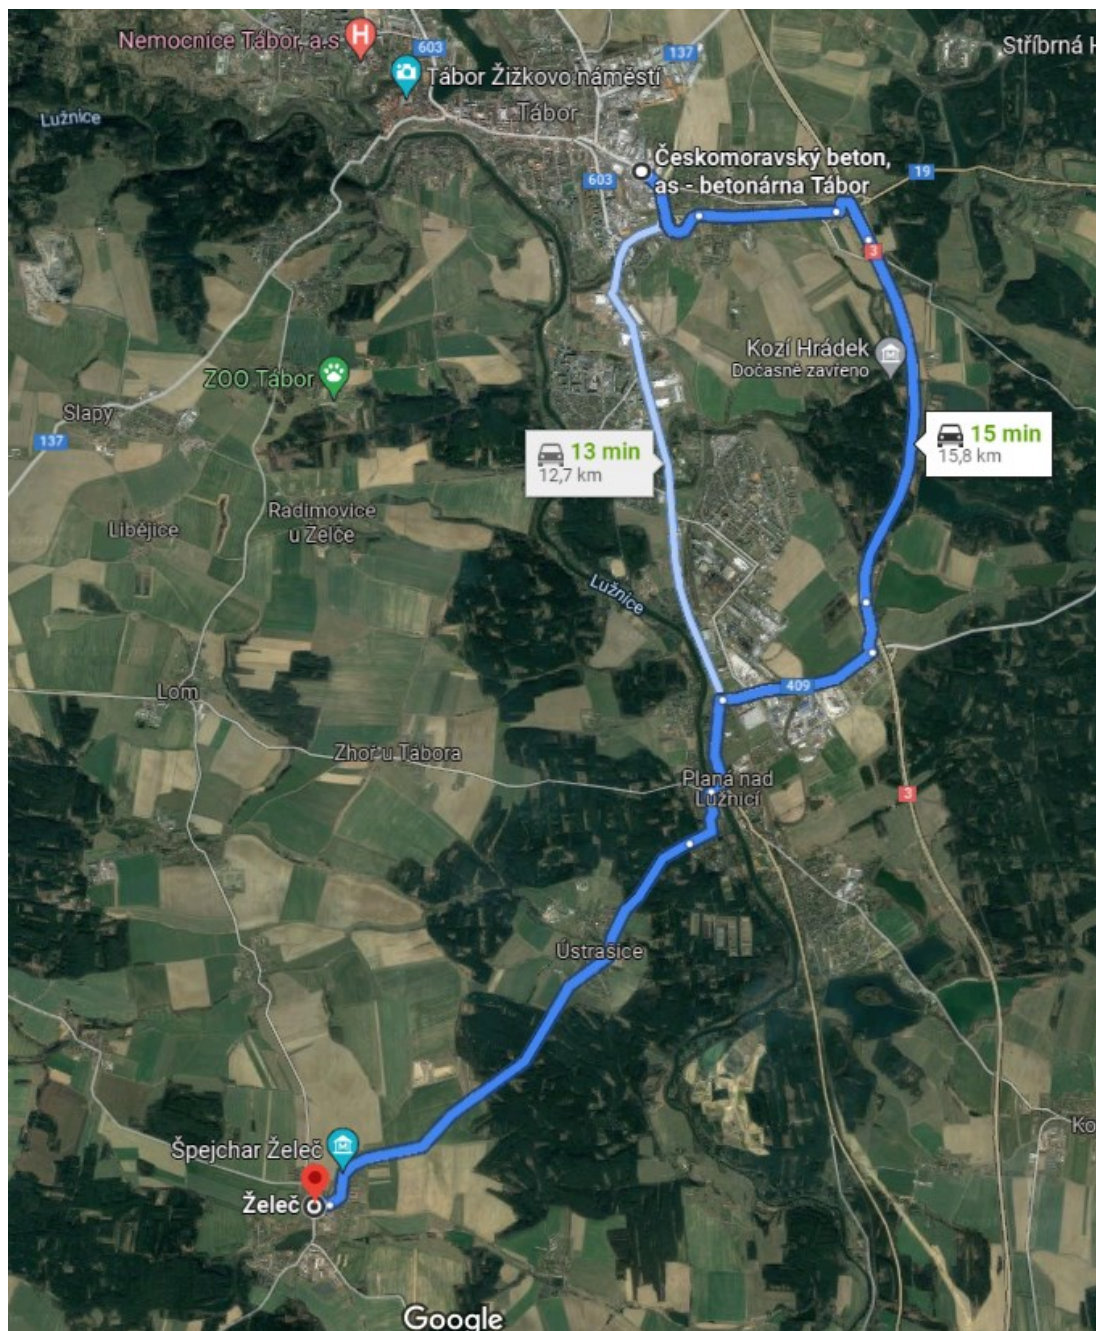 Nemocnice Tábor, a.s
603
137
Stříbrná H
Tábor Žižkovo náměstí
Tábor
Lužnice
Českomoravský beton,
as - betonárna Tábor
603
19
3
Kozí Hrádek
Dočasně zavřeno
ZOO Tábor
Slapy
137
13 min
12,7 km
15 min
15,8 km
Radimovice
u Želče
Libějice
Lužnice
Lom
409
Zhoř u Tábora
Planá nad
Lužnicí
3
Ústrašice
Ko
Špejchar Želeč
Želeč
Google